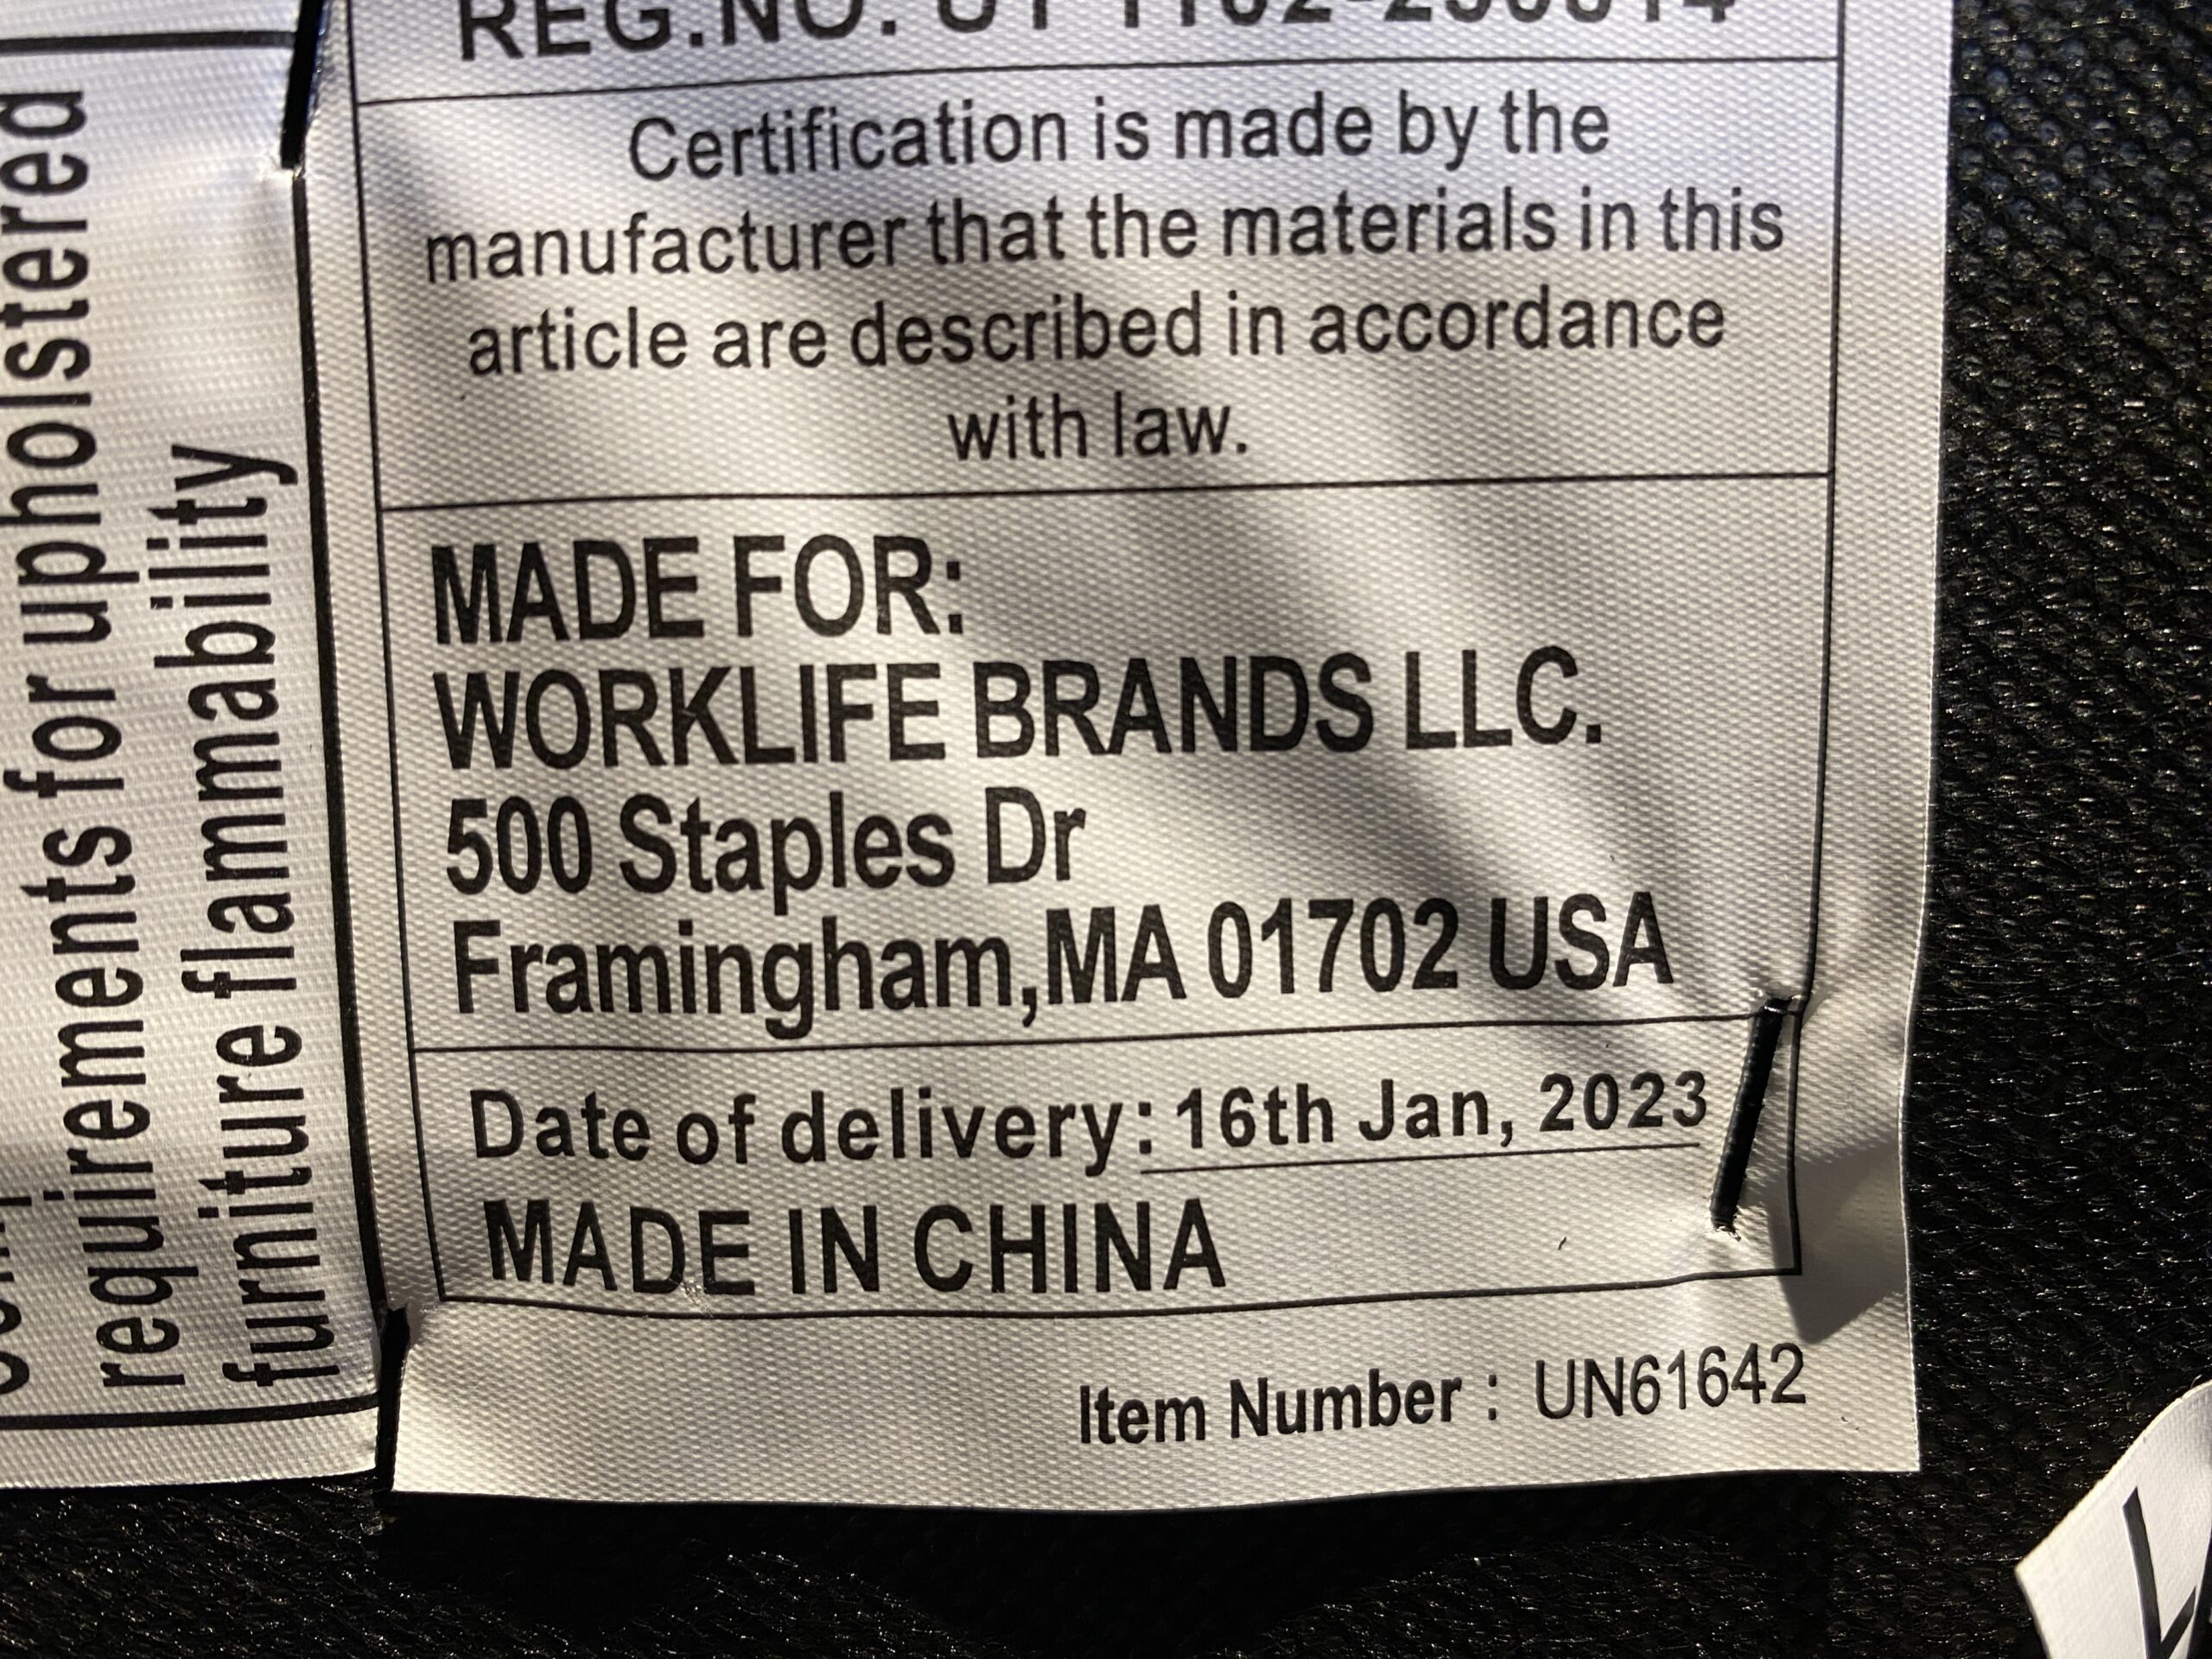 REG.NO.
Certification is made by the
manufacturer that the materials in this
article are described in accordance
with law.
MADE FOR:
WORKLIFE BRANDS LLC.
500 Staples Dr
Framingham,MA 01702 USA
Date of delivery: 16th Jan, 2023
MADE IN CHINA
Item Number : UN61642
requirements for upholstered
furniture flammability